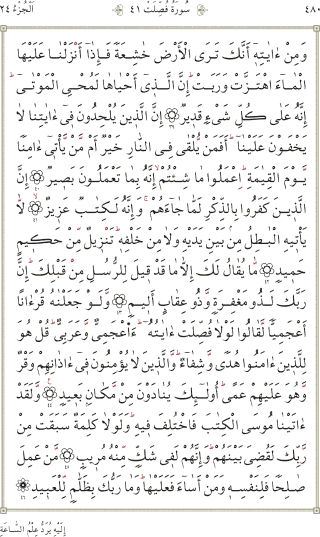 ٤٨٠ سُورَةُ فُصِّلَتْ ٤١ الْجُزْءُ ٢٤
وَمِنْ ءَايَٰتِهِۦٓ أَنَّكَ تَرَى ٱلْأَرْضَ خَٰشِعَةً فَإِذَآ أَنزَلْنَا عَلَيْهَا
ٱلْمَآءَ ٱهْتَزَّتْ وَرَبَتْ ۚ إِنَّ ٱلَّذِىٓ أَحْيَاهَا لَمُحْىِ ٱلْمَوْتَىٰٓ ۚ
إِنَّهُۥ عَلَىٰ كُلِّ شَىْءٍ قَدِيرٌ ٣٩ إِنَّ ٱلَّذِينَ يُلْحِدُونَ فِىٓ ءَايَٰتِنَا لَا
يَخْفَوْنَ عَلَيْنَآ ۗ أَفَمَن يُلْقَىٰ فِى ٱلنَّارِ خَيْرٌ أَم مَّن يَأْتِىٓ ءَامِنًا
يَوْمَ ٱلْقِيَٰمَةِ ۚ ٱعْمَلُوا۟ مَا شِئْتُمْ ۖ إِنَّهُۥ بِمَا تَعْمَلُونَ بَصِيرٌ ٤٠ إِنَّ
ٱلَّذِينَ كَفَرُوا۟ بِٱلذِّكْرِ لَمَّا جَآءَهُمْ ۖ وَإِنَّهُۥ لَكِتَٰبٌ عَزِيزٌ ٤١ لَّا
يَأْتِيهِ ٱلْبَٰطِلُ مِنۢ بَيْنِ يَدَيْهِ وَلَا مِنْ خَلْفِهِۦ ۖ تَنزِيلٌ مِّنْ حَكِيمٍ
حَمِيدٍ ٤٢ مَّا يُقَالُ لَكَ إِلَّا مَا قَدْ قِيلَ لِلرُّسُلِ مِن قَبْلِكَ ۚ إِنَّ
رَبَّكَ لَذُو مَغْفِرَةٍ وَذُو عِقَابٍ أَلِيمٍ ٤٣ وَلَوْ جَعَلْنَٰهُ قُرْءَانًا
أَعْجَمِيًّا لَّقَالُوا۟ لَوْلَا فُصِّلَتْ ءَايَٰتُهُۥٓ ۖ ءَا۬عْجَمِىٌّ وَعَرَبِىٌّ ۗ قُلْ هُوَ
لِلَّذِينَ ءَامَنُوا۟ هُدًى وَشِفَآءٌ ۖ وَٱلَّذِينَ لَا يُؤْمِنُونَ فِىٓ ءَاذَانِهِمْ وَقْرٌ
وَهُوَ عَلَيْهِمْ عَمًى ۚ أُو۟لَٰٓئِكَ يُنَادَوْنَ مِن مَّكَانٍۭ بَعِيدٍ ٤٤ وَلَقَدْ
ءَاتَيْنَا مُوسَى ٱلْكِتَٰبَ فَٱخْتُلِفَ فِيهِ ۗ وَلَوْلَا كَلِمَةٌ سَبَقَتْ مِن
رَّبِّكَ لَقُضِىَ بَيْنَهُمْ ۚ وَإِنَّهُمْ لَفِى شَكٍّ مِّنْهُ مُرِيبٍ ٤٥ مَّنْ عَمِلَ
صَٰلِحًا فَلِنَفْسِهِۦ ۖ وَمَنْ أَسَآءَ فَعَلَيْهَا ۗ وَمَا رَبُّكَ بِظَلَّٰمٍ لِّلْعَبِيدِ ٤٦
إِلَيْهِ يُرَدُّ عِلْمُ السَّاعَةِ